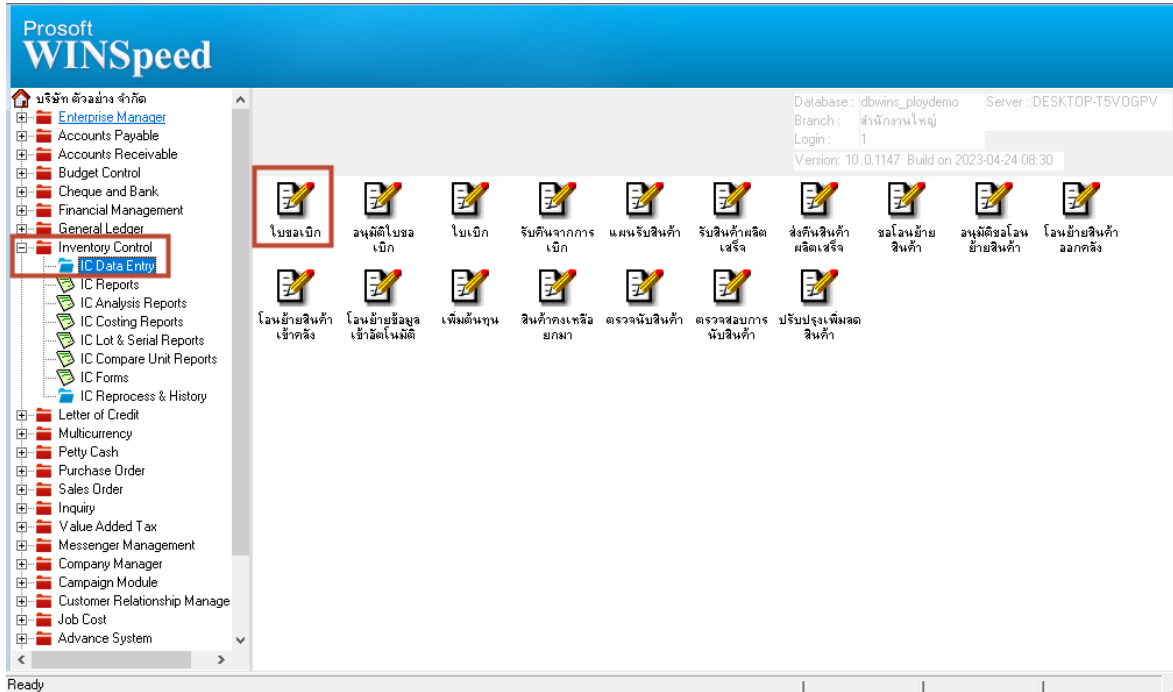 Prosoft
WINSpeed
บริษัท ตัวอย่าง จำกัด
Enterprise Manager
Accounts Payable
Accounts Receivable
Budget Control
Cheque and Bank
Financial Management
General Ledger
Inventory Control
IC Data Entry
IC Reports
IC Analysis Reports
IC Costing Reports
IC Lot & Serial Reports
IC Compare Unit Reports
IC Forms
IC Reprocess & History
Letter of Credit
Multicurrency
Petty Cash
Purchase Order
Sales Order
Inquiry
Value Added Tax
Messenger Management
Company Manager
Campaign Module
Customer Relationship Manage
Job Cost
Advance System
Database : dbwins_ploydemo Server : DESKTOP-T5VOGPV
Branch : สำนักงานใหญ่
Login : 1
Version: 10.0.1147 Build on 2023-04-24 08:30
ใบขอเบิก
อนุมัติใบขอ
เบิก
ใบเบิก
รับคืนจากการ
เบิก
แผนรับสินค้า
รับสินค้าผลิต
เสร็จ
ส่งคืนสินค้า
ผลิตเสร็จ
ขอโอนย้าย
สินค้า
อนุมัติขอโอน
ย้ายสินค้า
โอนย้ายสินค้า
ออกคลัง
โอนย้ายสินค้า
เข้าคลัง
โอนย้ายข้อมูล
เข้าอัตโนมัติ
เพิ่มต้นทุน
สินค้าคงเหลือ
ยกมา
ตรวจนับสินค้า
ตรวจสอบการ
นับสินค้า
ปรับปรุงเพิ่มลด
สินค้า
Ready